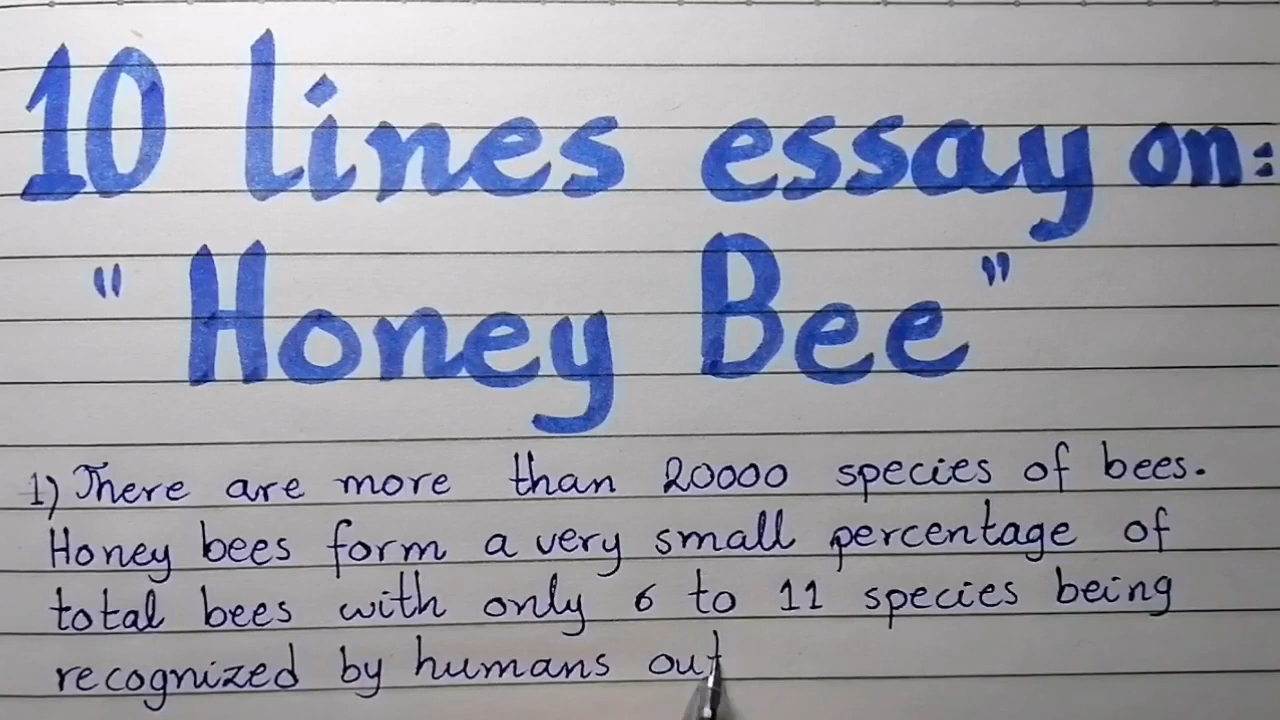 10 lines essay on:
" Honey Bee "
1) There are more than 20000 species of bees.
Honey bees form a very small percentage of
total bees with only 6 to 11 species being
recognized by humans out